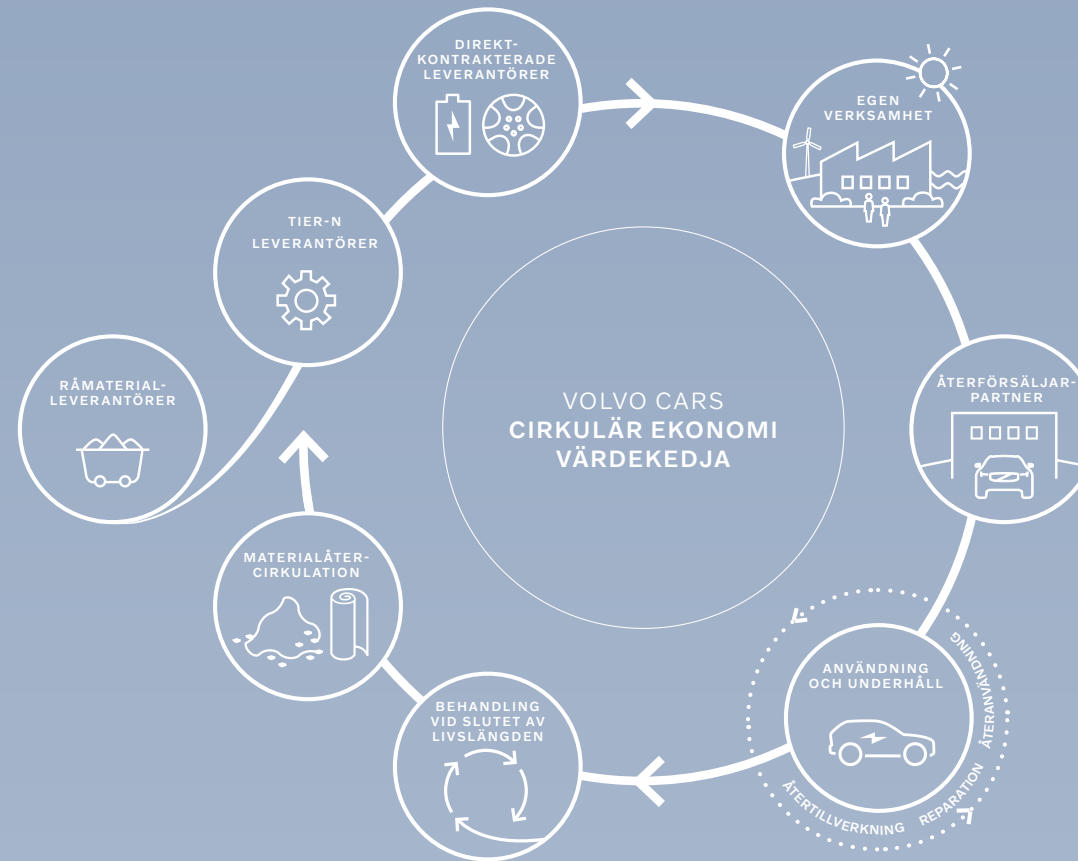 DIREKT-
KONTRAKTERADE
LEVERANTÖRER
EGEN
VERKSAMHET
TIER-N
LEVERANTÖRER
RÅMATERIAL-
LEVERANTÖRER
ÅTERFÖRSÄLJAR-
PARTNER
VOLVO CARS
CIRKULÄR EKONOMI
VÄRDEKEDJA
MATERIALÅTER-
CIRKULATION
ANVÄNDNING
OCH UNDERHÅLL
ÅTERANVÄNDNING
REPARATION
ÅTERTILLVERKNING
BEHANDLING
VID SLUTET AV
LIVSLÄNGDEN